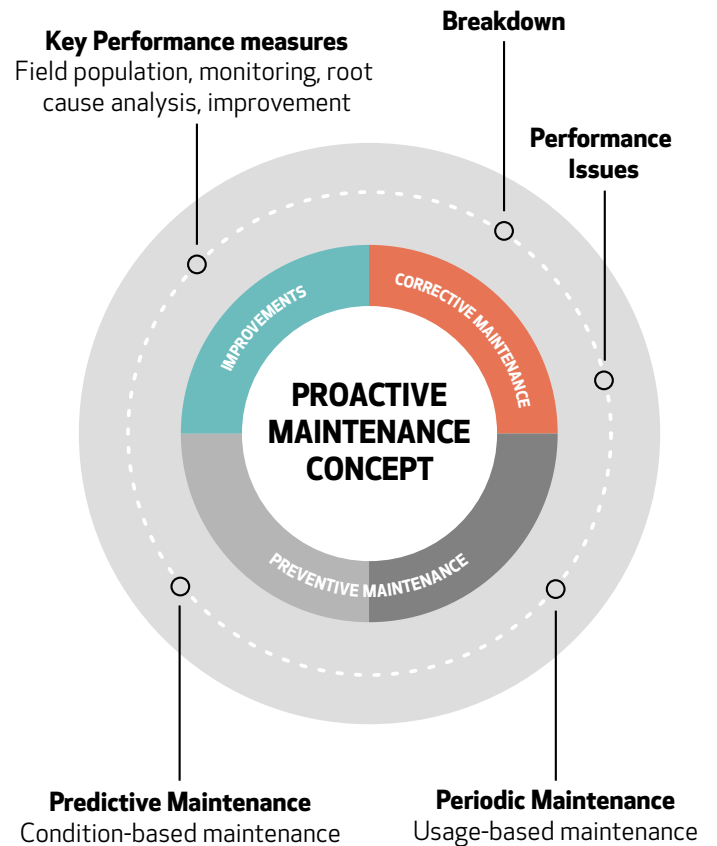 Key Performance measures
Field population, monitoring, root
cause analysis, improvement
Breakdown
Performance
Issues
IMPROVEMENTS
CORRECTIVE MAINTENANCE
PROACTIVE
MAINTENANCE
CONCEPT
PREVENTIVE MAINTENANCE
Predictive Maintenance
Condition-based maintenance
Periodic Maintenance
Usage-based maintenance